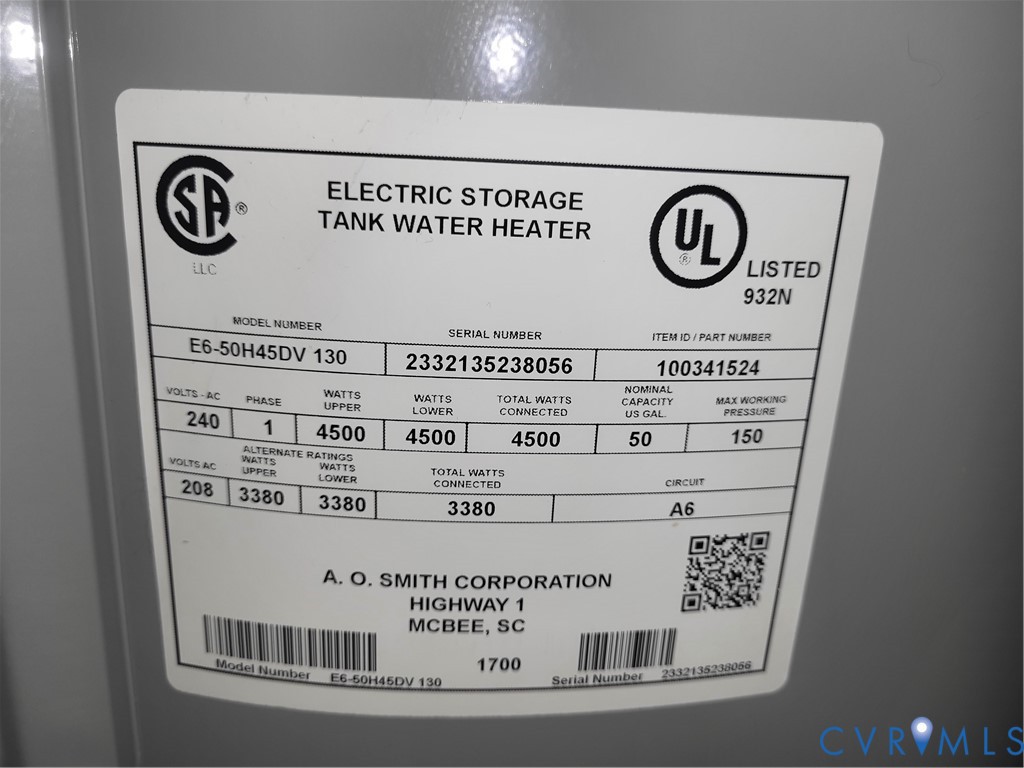 SA®
LLC
ELECTRIC STORAGE
TANK WATER HEATER
UL®
LISTED
932N
MODEL NUMBER SERIAL NUMBER ITEM ID / PART NUMBER
E6-50H45DV 130 2332135238056 100341524
VOLTS - AC PHASE WATTS UPPER WATTS LOWER TOTAL WATTS CONNECTED NOMINAL CAPACITY US GAL. MAX WORKING PRESSURE
240 1 4500 4500 4500 50 150
ALTERNATE RATINGS
VOLTS AC WATTS UPPER WATTS LOWER TOTAL WATTS CONNECTED CIRCUIT
208 3380 3380 3380 A6
A. O. SMITH CORPORATION
HIGHWAY 1
MCBEE, SC
1700
Model Number E6-50H45DV 130
Serial Number 2332135238056
CVRMLS